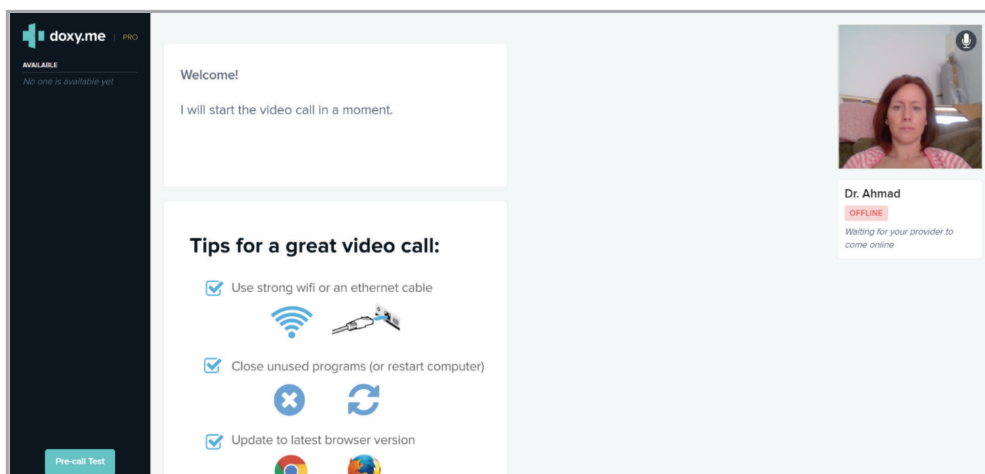 doxy.me | PRO
AVAILABLE
No one is available yet
Welcome!
I will start the video call in a moment.
Tips for a great video call:
Use strong wifi or an ethernet cable
Close unused programs (or restart computer)
Update to latest browser version
Pre-call Test
Dr. Ahmad
OFFLINE
Waiting for your provider to
come online